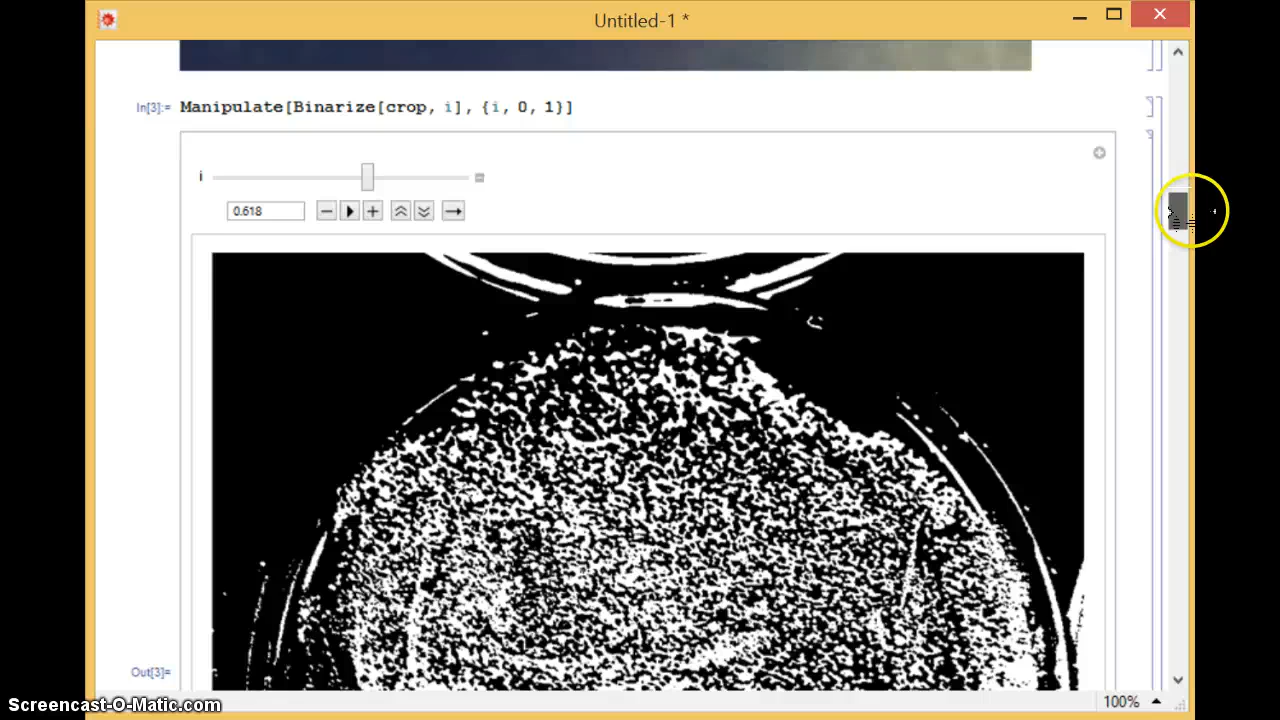 Untitled-1 *
In[3]:= Manipulate[Binarize[crop, i], {i, 0, 1}]
i
0.618
Out[3]=
100%
Screencast-O-Matic.com